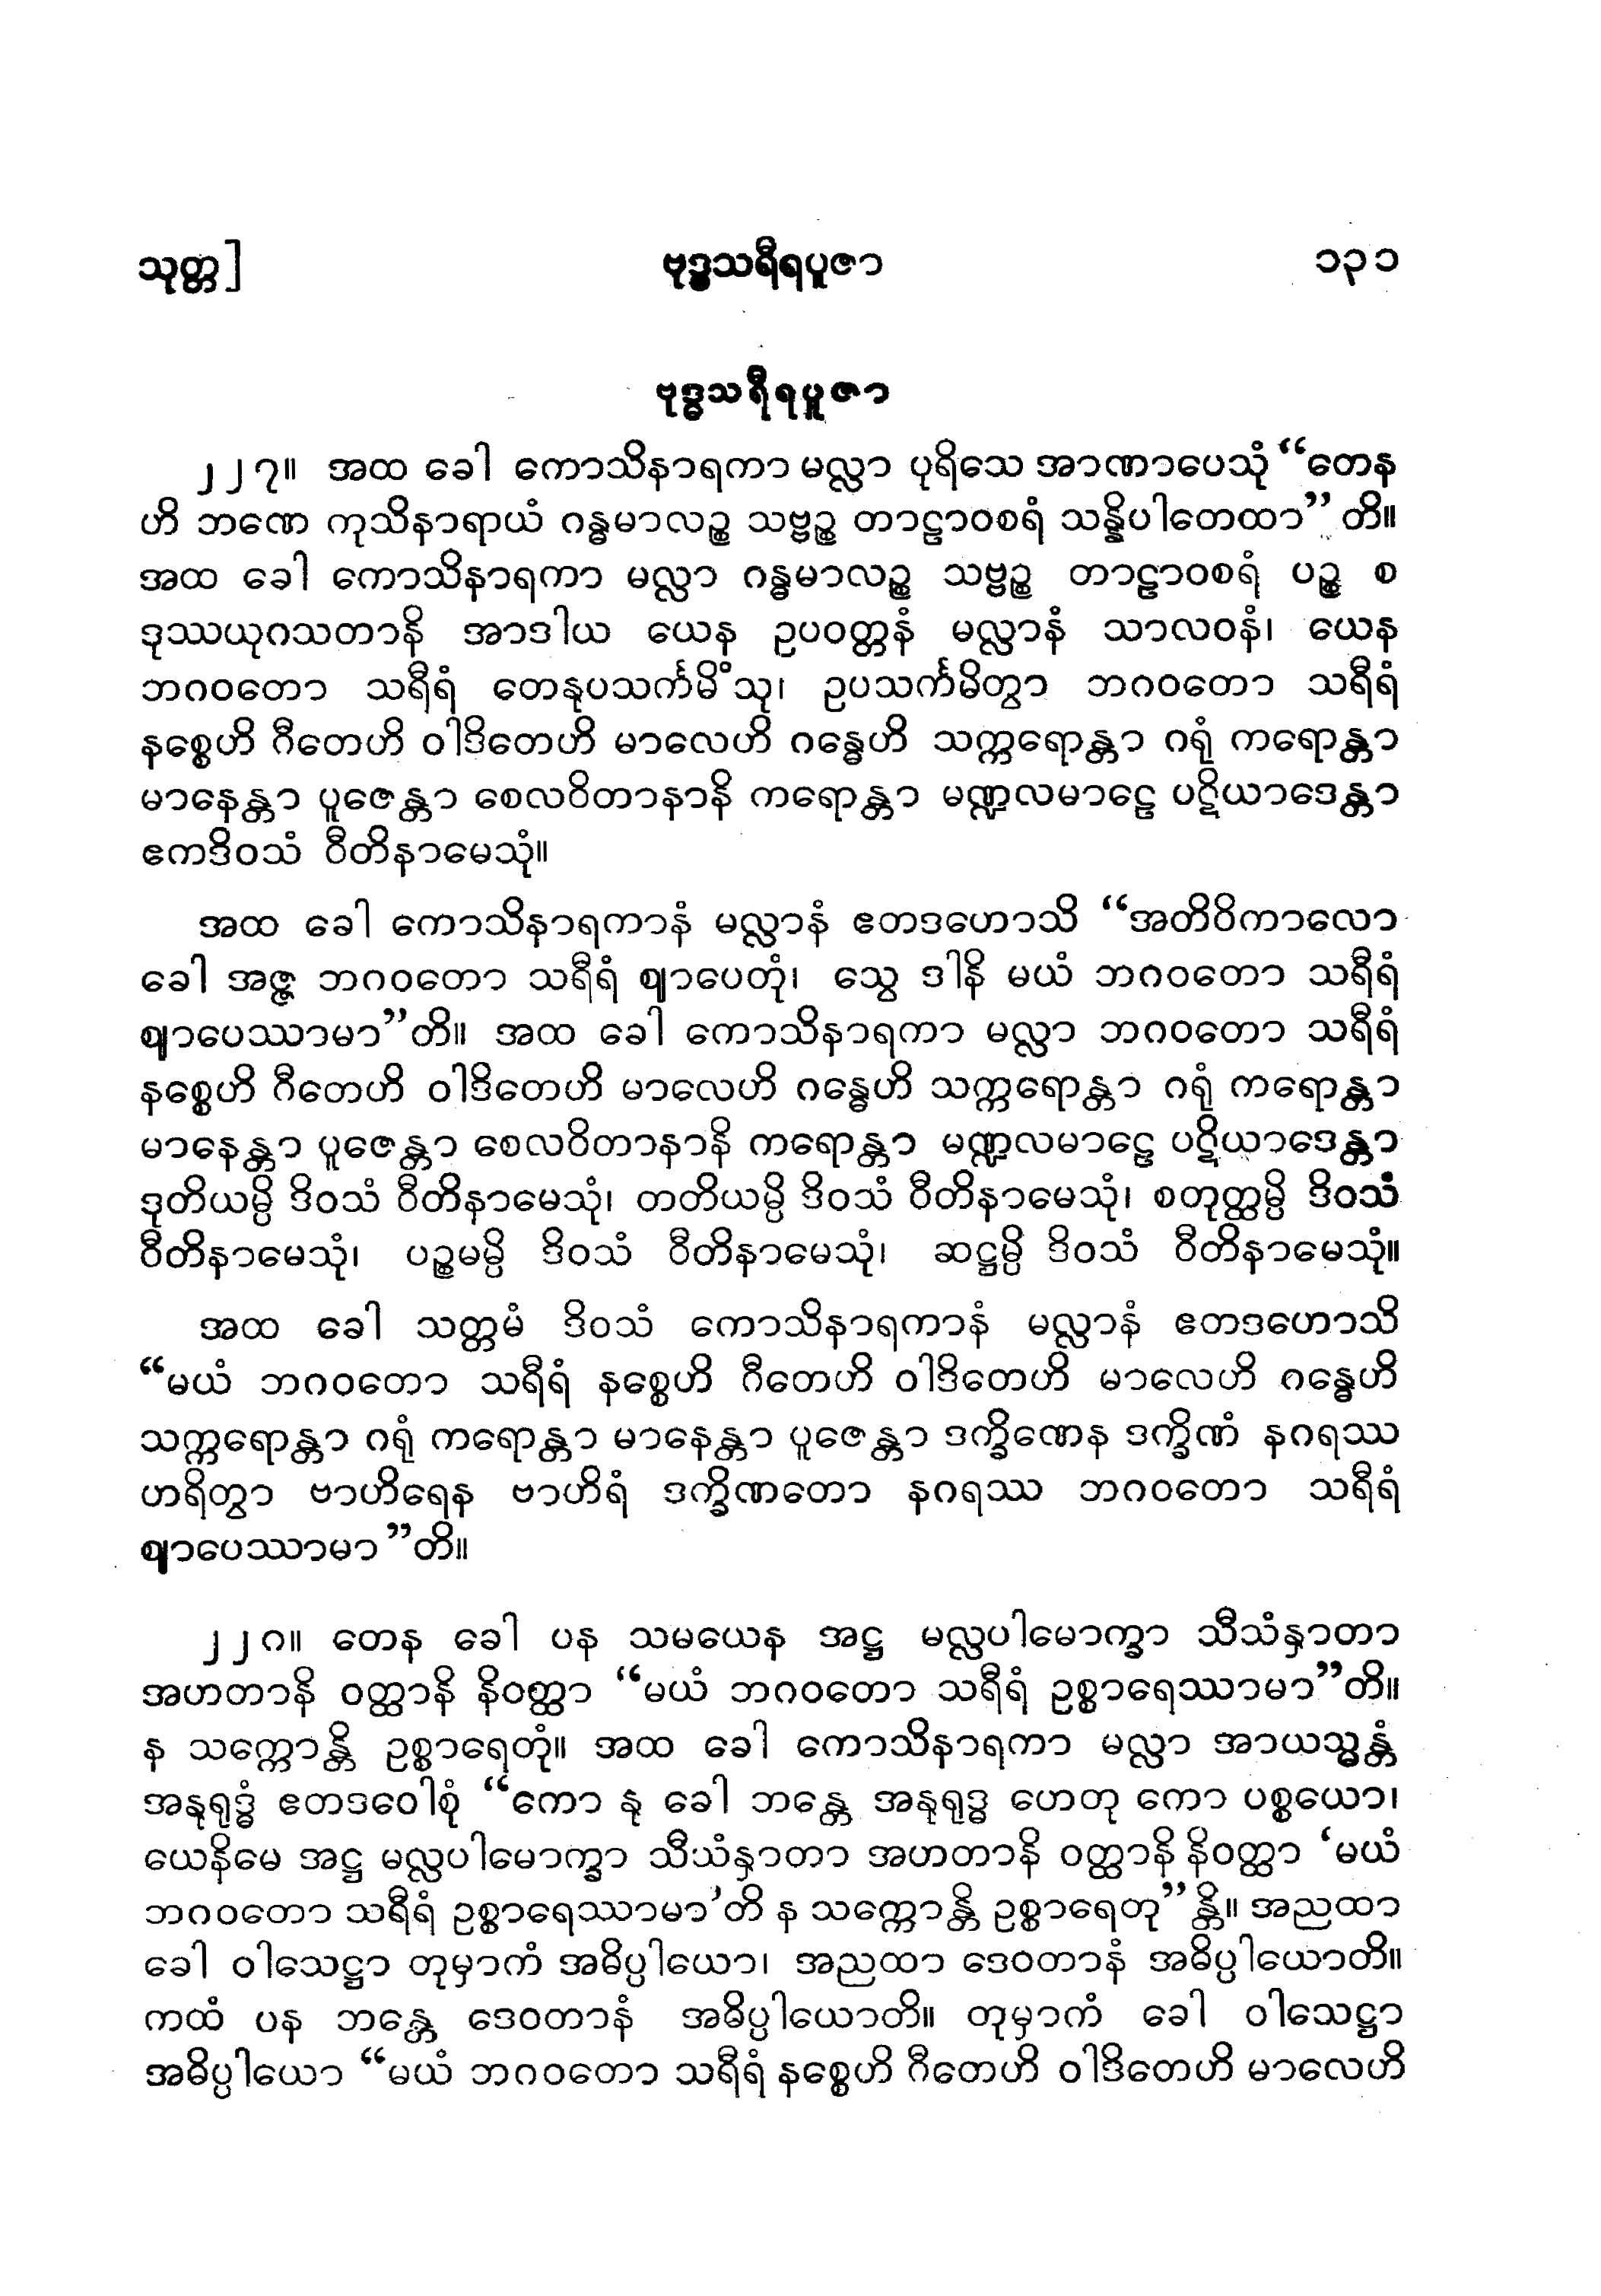 သုတ္တ]
ဗုဒ္ဓသရီရပူဇာ
၁၃၁
ဗုဒ္ဓသရီရပူဇာ
၂၂၇။ အထ ခေါ ကောသိနာရကာ မလ္လာ ပုရိသေ အာဏာပေသုံ “တေန
ဟိ ဘဏေ ကုသိနာရာယံ ဂန္ဓမာလဉ္စ သဗ္ဗဉ္စ တာဠာဝစရံ သန္နိပါတေထာ” တိ။
အထ ခေါ ကောသိနာရကာ မလ္လာ ဂန္ဓမာလဉ္စ သဗ္ဗဉ္စ တာဠာဝစရံ ပဉ္စ စ
ဒုဿယုဂသတာနိ အာဒါယ ယေန ဥပဝတ္တနံ မလ္လာနံ သာလဝနံ၊ ယေန
ဘဂဝတော သရီရံ တေနုပသင်္ကမိံသု၊ ဥပသင်္ကမိတွာ ဘဂဝတော သရီရံ
နစ္စေဟိ ဂီတေဟိ ဝါဒိတေဟိ မာလေဟိ ဂန္ဓေဟိ သက္ကရောန္တာ ဂရုံ ကရောန္တာ
မာနေန္တာ ပူဇေန္တာ စေလဝိတာနာနိ ကရောန္တာ မဏ္ဍလမာဠေ ပဋိယာဒေန္တာ
ဧကဒိဝသံ ဝီတိနာမေသုံ။
အထ ခေါ ကောသိနာရကာနံ မလ္လာနံ ဧတဒဟောသိ “အတိဝိကာလော
ခေါ အဇ္ဇ ဘဂဝတော သရီရံ ဈာပေတုံ၊ သွေ ဒါနိ မယံ ဘဂဝတော သရီရံ
ဈာပေဿာမာ”တိ။ အထ ခေါ ကောသိနာရကာ မလ္လာ ဘဂဝတော သရီရံ
နစ္စေဟိ ဂီတေဟိ ဝါဒိတေဟိ မာလေဟိ ဂန္ဓေဟိ သက္ကရောန္တာ ဂရုံ ကရောန္တာ
မာနေန္တာ ပူဇေန္တာ စေလဝိတာနာနိ ကရောန္တာ မဏ္ဍလမာဠေ ပဋိယာဒေန္တာ
ဒုတိယမ္ပိ ဒိဝသံ ဝီတိနာမေသုံ၊ တတိယမ္ပိ ဒိဝသံ ဝီတိနာမေသုံ၊ စတုတ္ထမ္ပိ ဒိဝသံ
ဝီတိနာမေသုံ၊ ပဉ္စမမ္ပိ ဒိဝသံ ဝီတိနာမေသုံ၊ ဆဋ္ဌမ္ပိ ဒိဝသံ ဝီတိနာမေသုံ။
အထ ခေါ သတ္တမံ ဒိဝသံ ကောသိနာရကာနံ မလ္လာနံ ဧတဒဟောသိ
“မယံ ဘဂဝတော သရီရံ နစ္စေဟိ ဂီတေဟိ ဝါဒိတေဟိ မာလေဟိ ဂန္ဓေဟိ
သက္ကရောန္တာ ဂရုံ ကရောန္တာ မာနေန္တာ ပူဇေန္တာ ဒက္ခိဏေန ဒက္ခိဏံ နဂရဿ
ဟရိတွာ ဗာဟိရေန ဗာဟိရံ ဒက္ခိဏတော နဂရဿ ဘဂဝတော သရီရံ
ဈာပေဿာမာ”တိ။
၂၂၈။ တေန ခေါ ပန သမယေန အဋ္ဌ မလ္လပါမောက္ခာ သီသံနှာတာ
အဟတာနိ ဝတ္ထာနိ နိဝတ္ထာ “မယံ ဘဂဝတော သရီရံ ဥစ္စာရေဿာမာ”တိ။
န သက္ကောန္တိ ဥစ္စာရေတုံ။ အထ ခေါ ကောသိနာရကာ မလ္လာ အာယသ္မန္တံ
အနုရုဒ္ဓံ ဧတဒဝေါစုံ “ကော နု ခေါ ဘန္တေ အနုရုဒ္ဓ ဟေတု ကော ပစ္စယော၊
ယေနိမေ အဋ္ဌ မလ္လပါမောက္ခာ သီသံနှာတာ အဟတာနိ ဝတ္ထာနိ နိဝတ္ထာ ‘မယံ
ဘဂဝတော သရီရံ ဥစ္စာရေဿာမာ’တိ န သက္ကောန္တိ ဥစ္စာရေတု”န္တိ။ အညထာ
ခေါ ဝါသေဋ္ဌာ တုမှာကံ အဓိပ္ပါယော၊ အညထာ ဒေဝတာနံ အဓိပ္ပါယောတိ။
ကထံ ပန ဘန္တေ ဒေဝတာနံ အဓိပ္ပါယောတိ။ တုမှာကံ ခေါ ဝါသေဋ္ဌာ
အဓိပ္ပါယော “မယံ ဘဂဝတော သရီရံ နစ္စေဟိ ဂီတေဟိ ဝါဒိတေဟိ မာလေဟိ